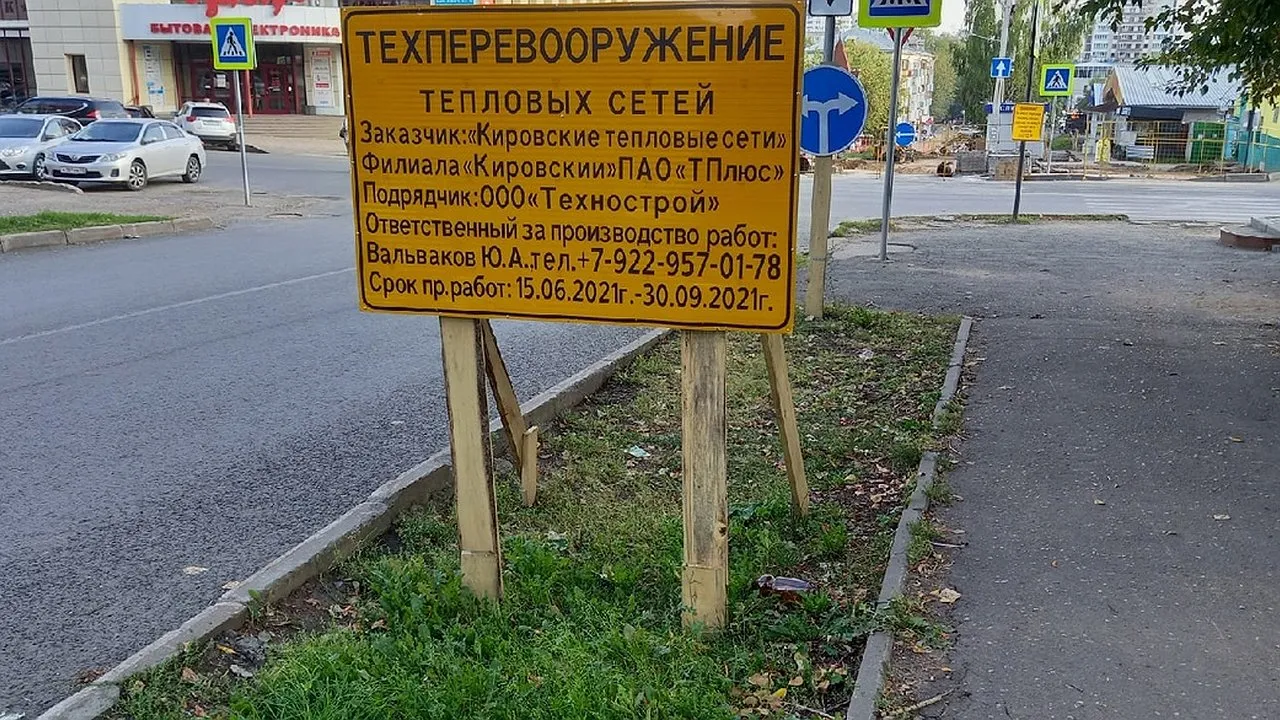 БЫТОВАЯ ЭЛЕКТРОНИКА
ТЕХПЕРЕВООРУЖЕНИЕ
ТЕПЛОВЫХ СЕТЕЙ
Заказчик:«Кировские тепловые сети»
Филиала«Кировскии»ПАО«ТПлюс»
Подрядчик:ООО«Технострой»
Ответственный за производство работ:
Вальваков Ю.А.,тел.+7-922-957-01-78
Срок пр.работ: 15.06.2021г.-30.09.2021г.